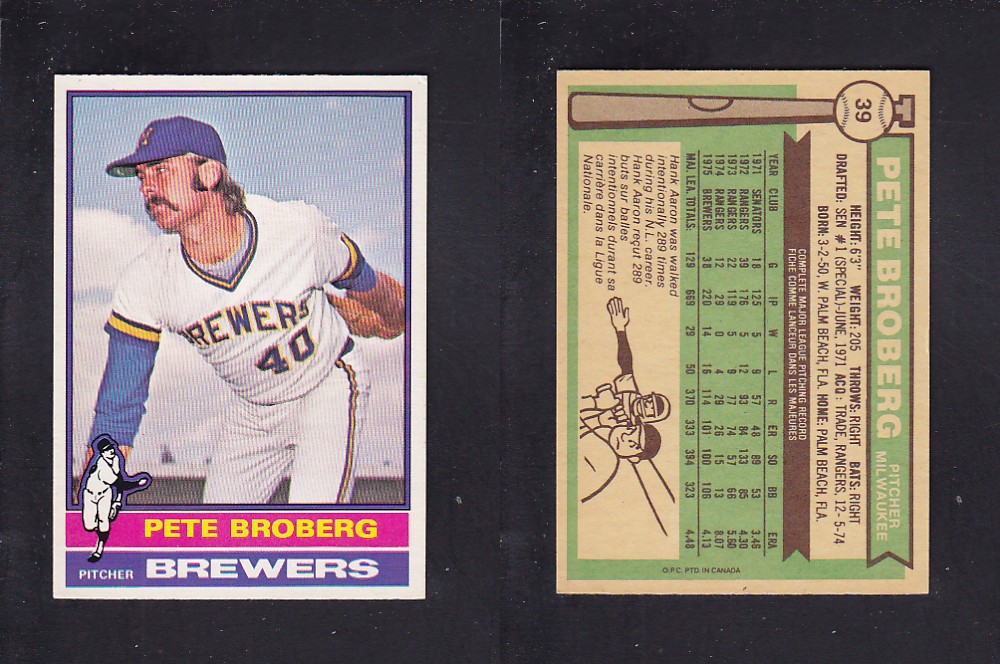 BREWERS
40
PETE BROBERG
PITCHER BREWERS
39
PETE BROBERG
PITCHER
MILWAUKEE
HEIGHT: 6'3" WEIGHT: 205 THROWS: RIGHT BATS: RIGHT
DRAFTED: SEN #1 (SPECIAL)-JUNE, 1971 ACQ: TRADE, RANGERS, 12-5-74
BORN: 3-2-50, W. PALM BEACH, FLA. HOME: PALM BEACH, FLA.
COMPLETE MAJOR LEAGUE PITCHING RECORD
FICHE COMME LANCEUR DANS LES MAJEURES
YEAR CLUB G IP W L R ER SO BB ERA
1971 SENATORS 18 125 5 9 57 48 89 53 3.46
1972 RANGERS 39 176 5 12 93 84 133 85 4.30
1973 RANGERS 22 119 5 9 77 74 57 66 5.60
1974 RANGERS 12 29 0 4 29 26 15 13 8.07
1975 BREWERS 38 220 14 16 114 101 100 106 4.13
MAJ. LEA. TOTALS: 129 669 29 50 370 333 394 323 4.48
Hank Aaron was walked
intentionally 289 times
during his N.L. career.
Hank Aaron reçut 289
buts sur balles
intentionnels durant sa
carrière dans la Ligue
Nationale.
O.P.C. PTD. IN CANADA